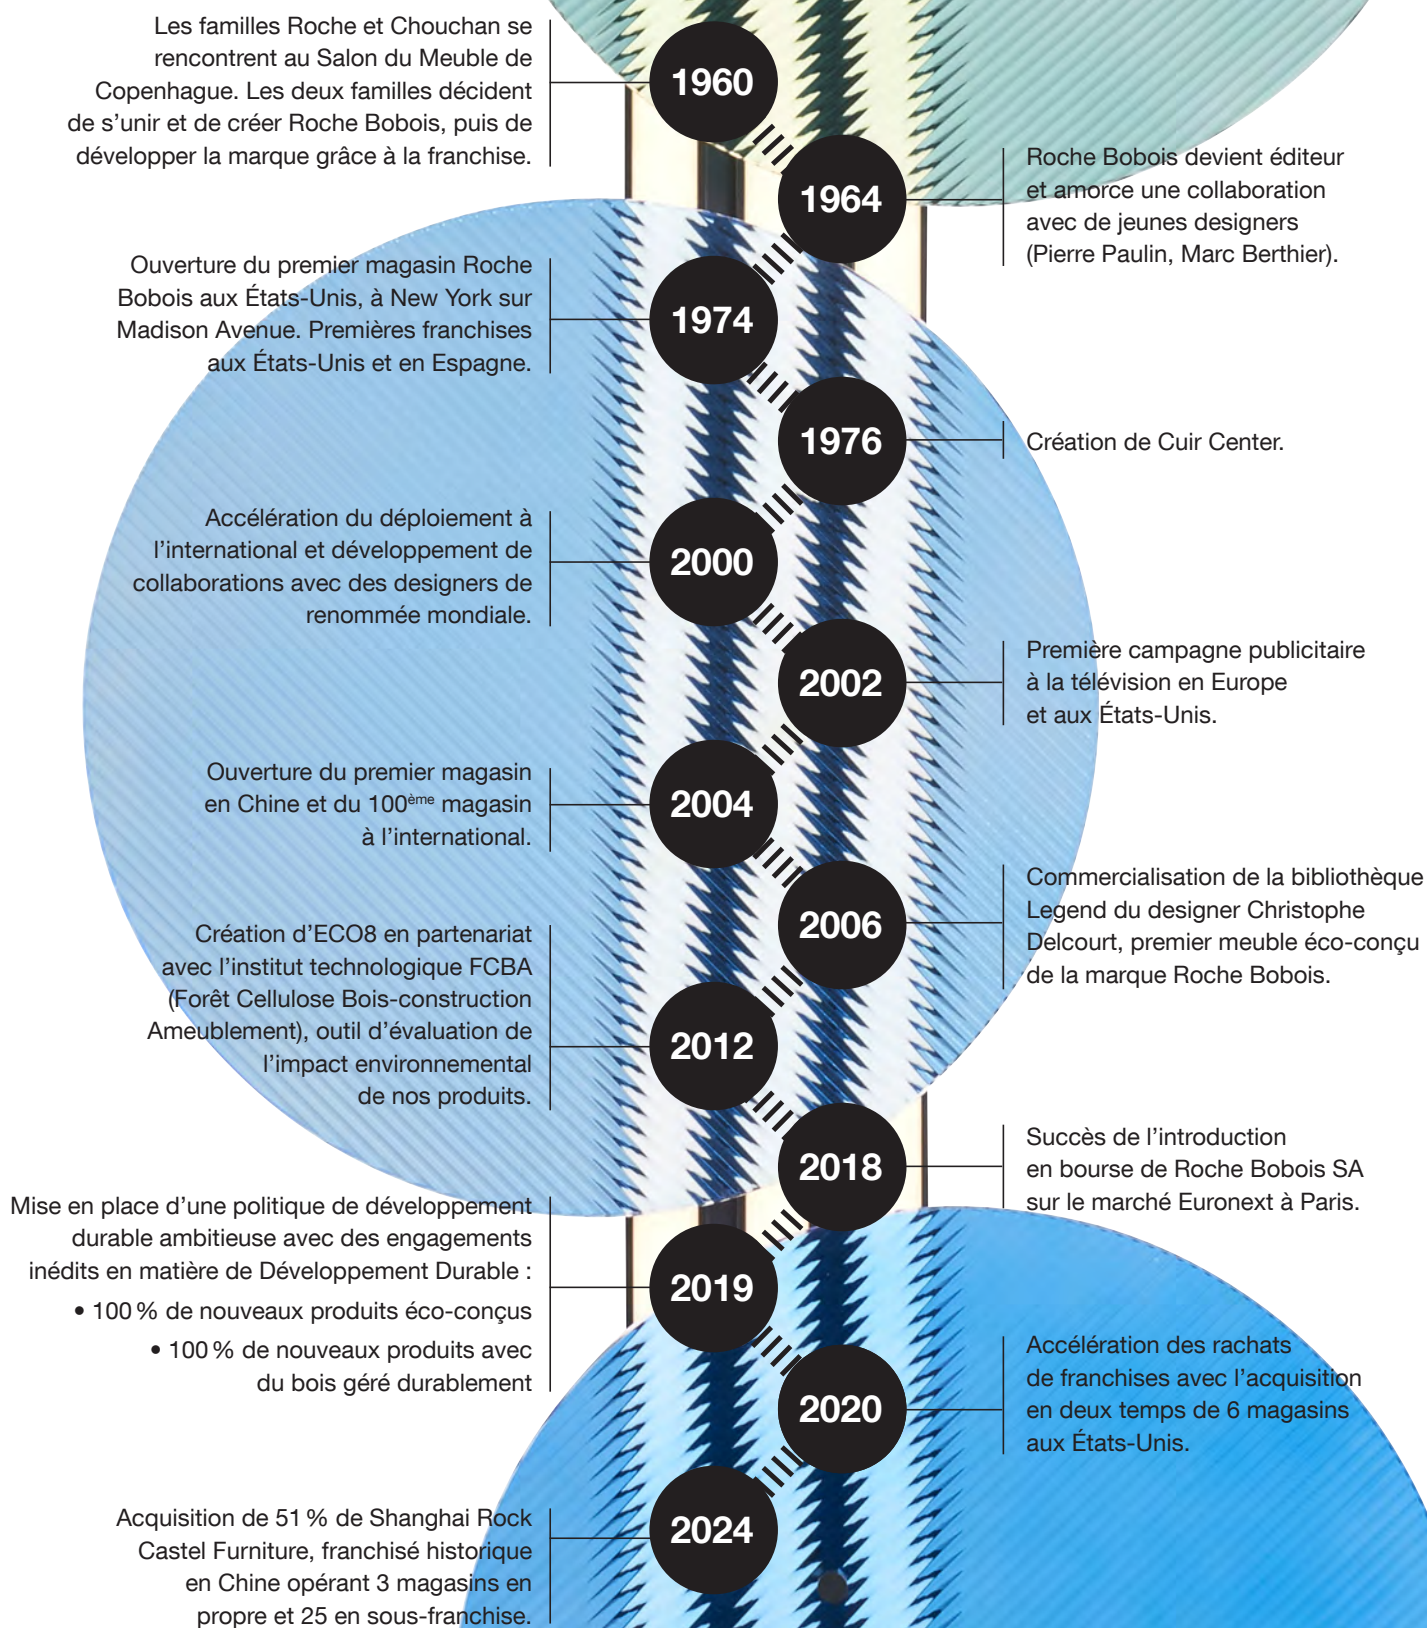 Les familles Roche et Chouchan se
rencontrent au Salon du Meuble de
Copenhague. Les deux familles décident
de s’unir et de créer Roche Bobois, puis de
développer la marque grâce à la franchise.
1960
1964
Roche Bobois devient éditeur
et amorce une collaboration
avec de jeunes designers
(Pierre Paulin, Marc Berthier).
Ouverture du premier magasin Roche
Bobois aux États-Unis, à New York sur
Madison Avenue. Premières franchises
aux États-Unis et en Espagne.
1974
1976
Création de Cuir Center.
Accélération du déploiement à
l’international et développement de
collaborations avec des designers de
renommée mondiale.
2000
2002
Première campagne publicitaire
à la télévision en Europe
et aux États-Unis.
Ouverture du premier magasin
en Chine et du 100ème magasin
à l’international.
2004
2006
Commercialisation de la bibliothèque
Legend du designer Christophe
Delcourt, premier meuble éco-conçu
de la marque Roche Bobois.
Création d’ECO8 en partenariat
avec l’institut technologique FCBA
(Forêt Cellulose Bois-construction
Ameublement), outil d’évaluation de
l’impact environnemental
de nos produits.
2012
2018
Succès de l’introduction
en bourse de Roche Bobois SA
sur le marché Euronext à Paris.
Mise en place d’une politique de développement
durable ambitieuse avec des engagements
inédits en matière de Développement Durable :
• 100 % de nouveaux produits éco-conçus
• 100 % de nouveaux produits avec
du bois géré durablement
2019
2020
Accélération des rachats
de franchises avec l’acquisition
en deux temps de 6 magasins
aux États-Unis.
Acquisition de 51 % de Shanghai Rock
Castel Furniture, franchisé historique
en Chine opérant 3 magasins en
propre et 25 en sous-franchise.
2024